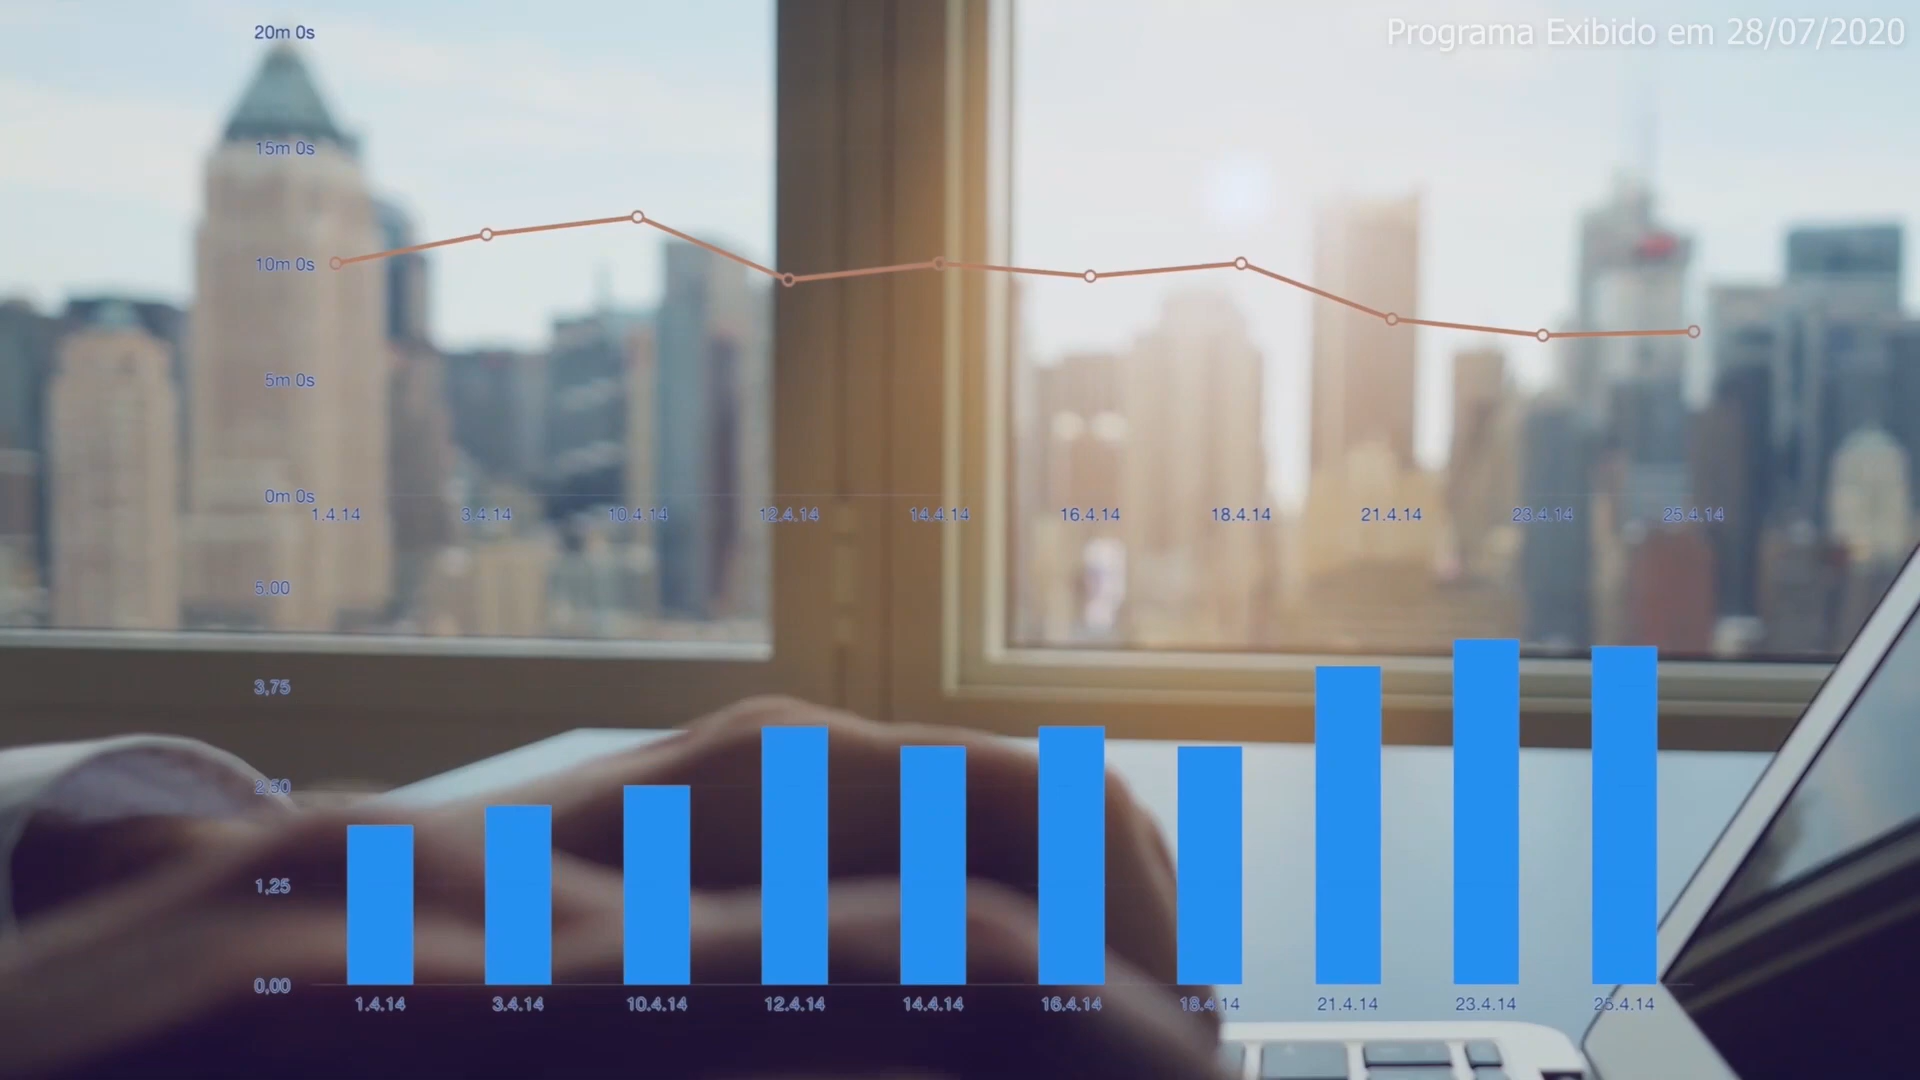 Programa Exibido em 28/07/2020
20m 0s
15m 0s
10m 0s
5m 0s
0m 0s
1.4.14 3.4.14 10.4.14 12.4.14 14.4.14 16.4.14 18.4.14 21.4.14 23.4.14 25.4.14
5,00
3,75
2,50
1,25
0,00
1.4.14 3.4.14 10.4.14 12.4.14 14.4.14 16.4.14 18.4.14 21.4.14 23.4.14 25.4.14